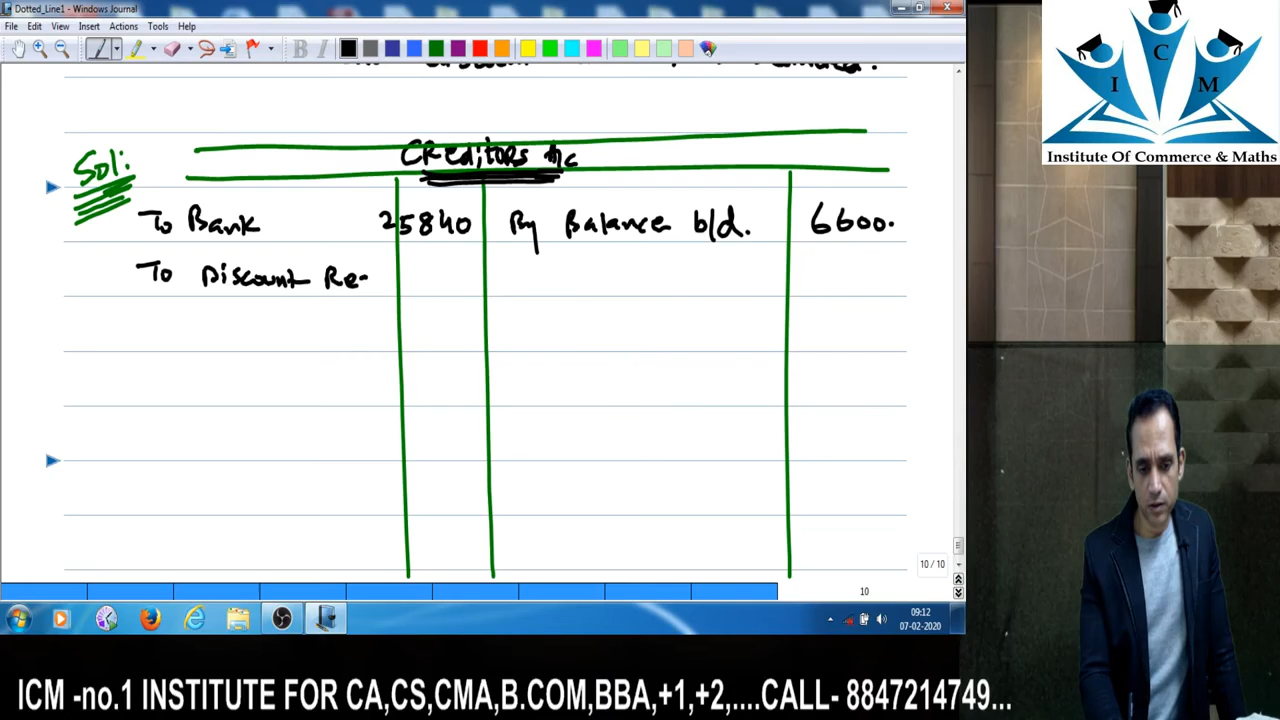 Dotted_Line1 - Windows Journal
File Edit View Insert Actions Tools Help
B I
Sol:
CReditors A/c
To Bank 25840 By Balance b/d. 6600.
To Discount Re-
10 / 10
10
09:12
07-02-2020
I C M
Institute Of Commerce & Maths
ICM -no.1 INSTITUTE FOR CA,CS,CMA,B.COM,BBA,+1,+2,....CALL- 8847214749...